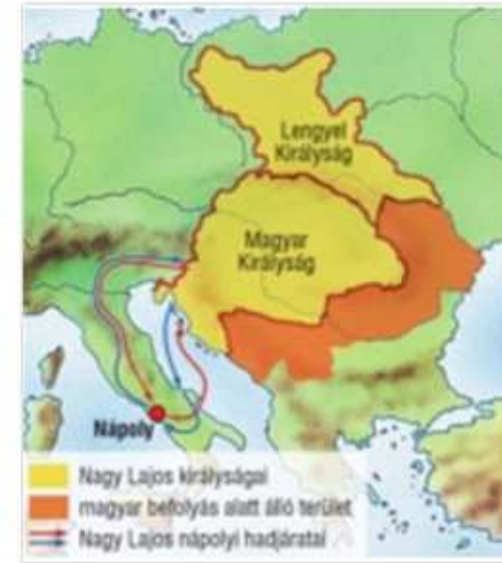 Lengyel
Királyság
Magyar
Királyság
Nápoly
Nagy Lajos királyságai
magyar befolyás alatt álló terület
Nagy Lajos nápolyi hadjáratai